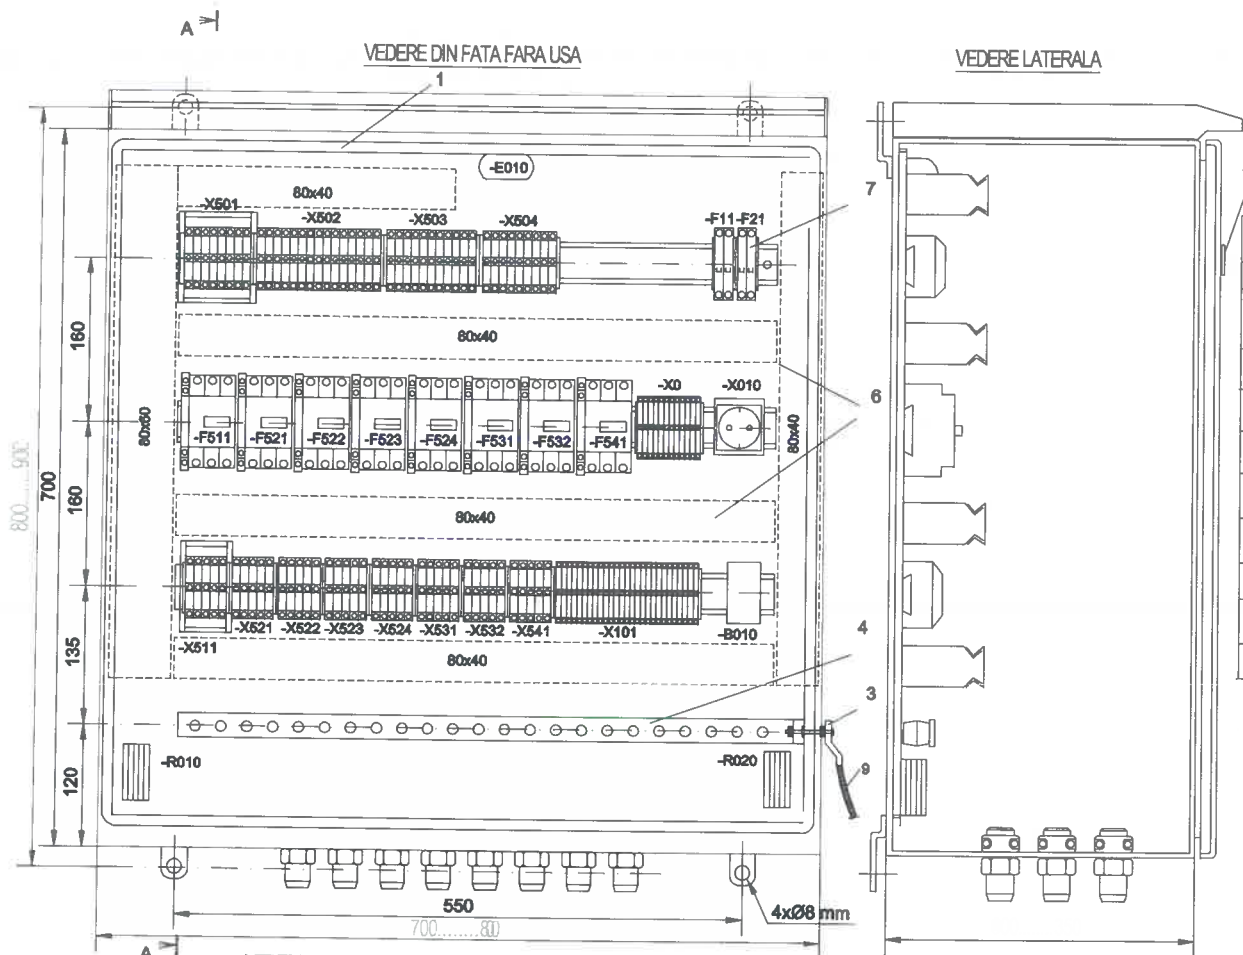 A
VEDERE DIN FATA FARA USA
VEDERE LATERALA
1
-E010
80x40
7
-X501
-X502
-X503
-X504
-F11
-F21
160
80x40
6
-X0
-X010
80x60
-F511
-F521
-F522
-F523
-F524
-F531
-F532
-F541
80x40
800.......900
700
160
80x40
-X521
-X522
-X523
-X524
-X531
-X532
-X541
-X101
-B010
-X511
135
80x40
4
3
-R010
-R020
9
120
550
4xØ8 mm
700........800
A